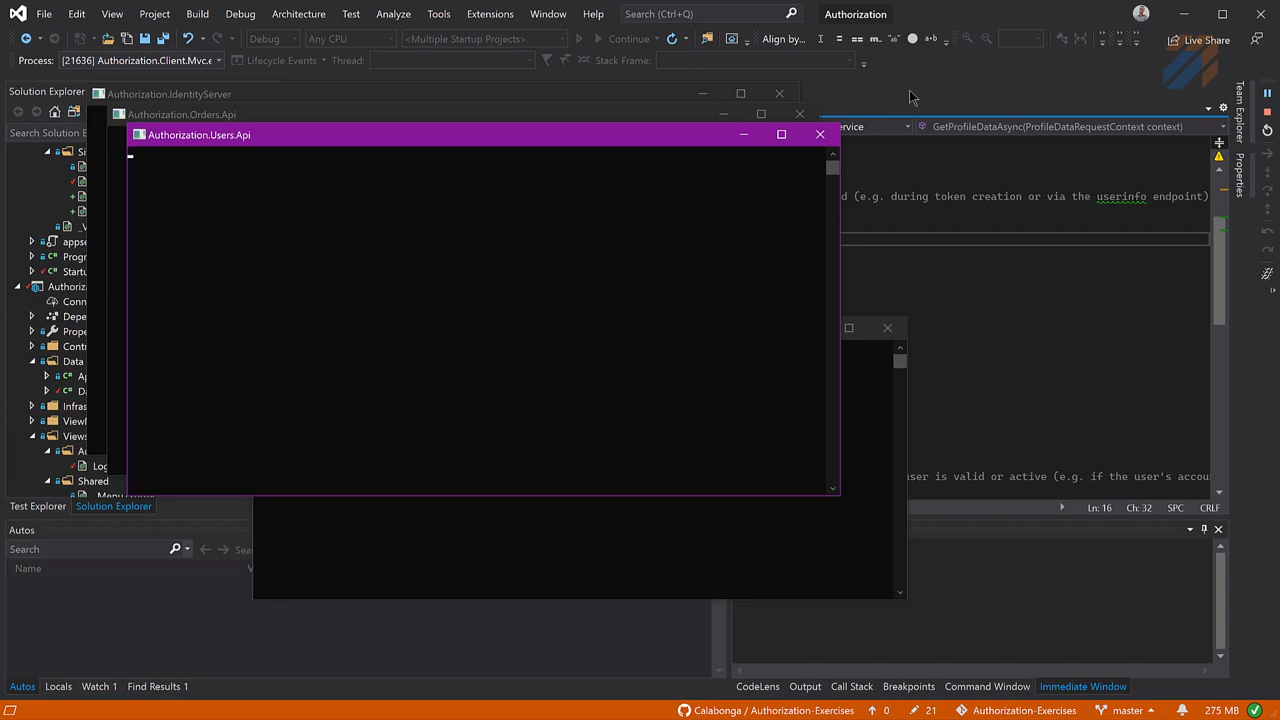 File Edit View Project Build Debug Architecture Test Analyze Tools Extensions Window Help Search (Ctrl+Q) Authorization
Debug Any CPU <Multiple Startup Projects> Continue Align by... Live Share
Process: [21636] Authorization.Client.Mvc.e Lifecycle Events Thread: Stack Frame:
Solution Explorer
Authorization.IdentityServer
Authorization.Orders.Api
Authorization.Users.Api
GetProfileDataAsync(ProfileDataRequestContext context)
Search Solution E
d (e.g. during token creation or via the userinfo endpoint)
apps
Prog
Startu
Authoriza
Conn
Depe
Prope
Contr
Data
Infras
ViewM
Views
Log
Shared
user is valid or active (e.g. if the user's accou
Test Explorer Solution Explorer
Ln: 16 Ch: 32 SPC CRLF
Team Explorer
Properties
Autos
Search
Name
Autos Locals Watch 1 Find Results 1
CodeLens Output Call Stack Breakpoints Command Window Immediate Window
Calabonga / Authorization-Exercises 0 21 Authorization-Exercises master 275 MB